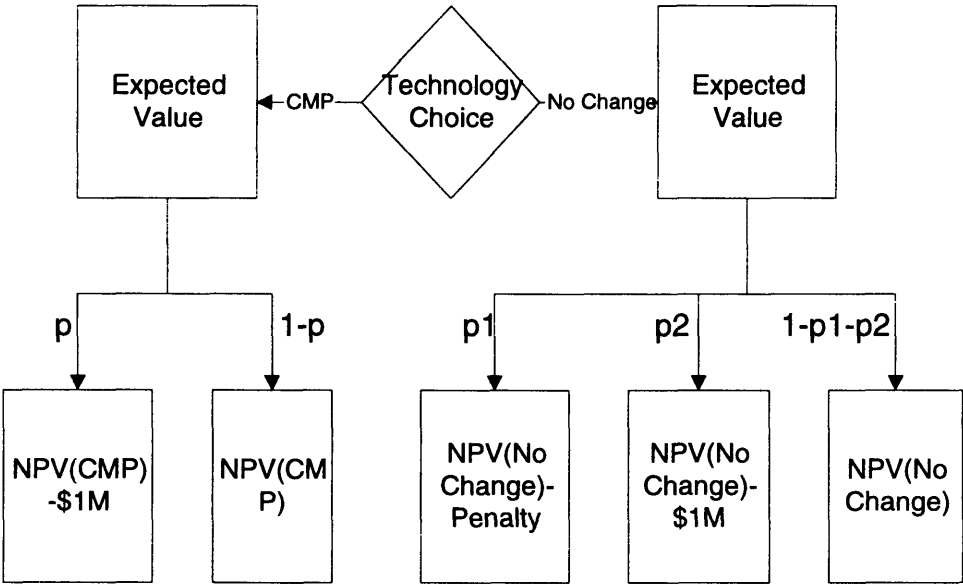 Expected
Value
CMP
Technology
Choice
No Change
Expected
Value
p
1-p
p1
p2
1-p1-p2
NPV(CMP)
-$1M
NPV(CM
P)
NPV(No
Change)-
Penalty
NPV(No
Change)-
$1M
NPV(No
Change)